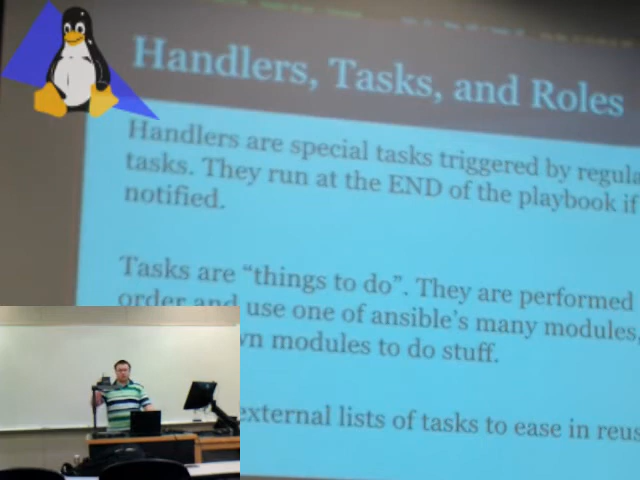 Handlers, Tasks, and Roles
Handlers are special tasks triggered by regula
tasks. They run at the END of the playbook if
notified.
Tasks are “things to do”. They are performed
order and use one of ansible's many modules,
modules to do stuff.
external lists of tasks to ease in reus